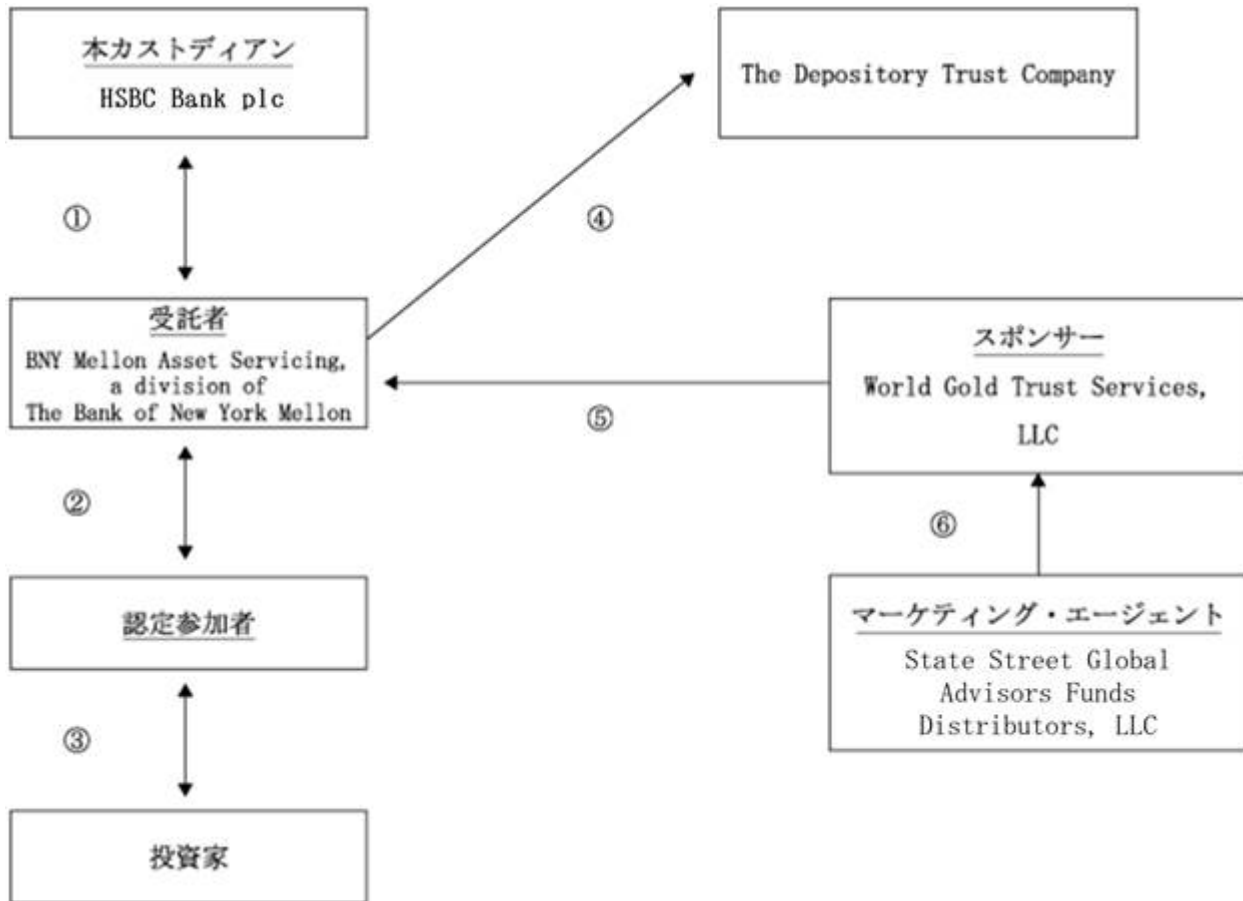 本カストディアン
HSBC Bank plc
The Depository Trust Company
①
④
受託者
BNY Mellon Asset Servicing,
a division of
The Bank of New York Mellon
スポンサー
World Gold Trust Services,
LLC
⑤
②
⑥
認定参加者
マーケティング・エージェント
State Street Global
Advisors Funds
Distributors, LLC
③
投資家